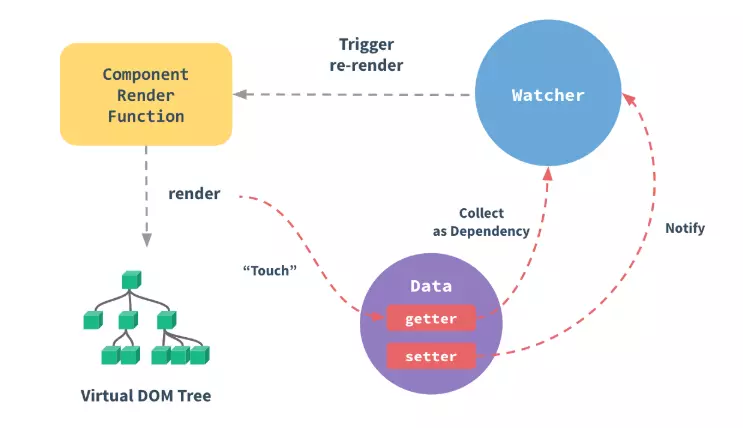 Trigger
re-render
Component
Render
Function
Watcher
render
Collect
as Dependency
Notify
“Touch”
Data
getter
setter
Virtual DOM Tree